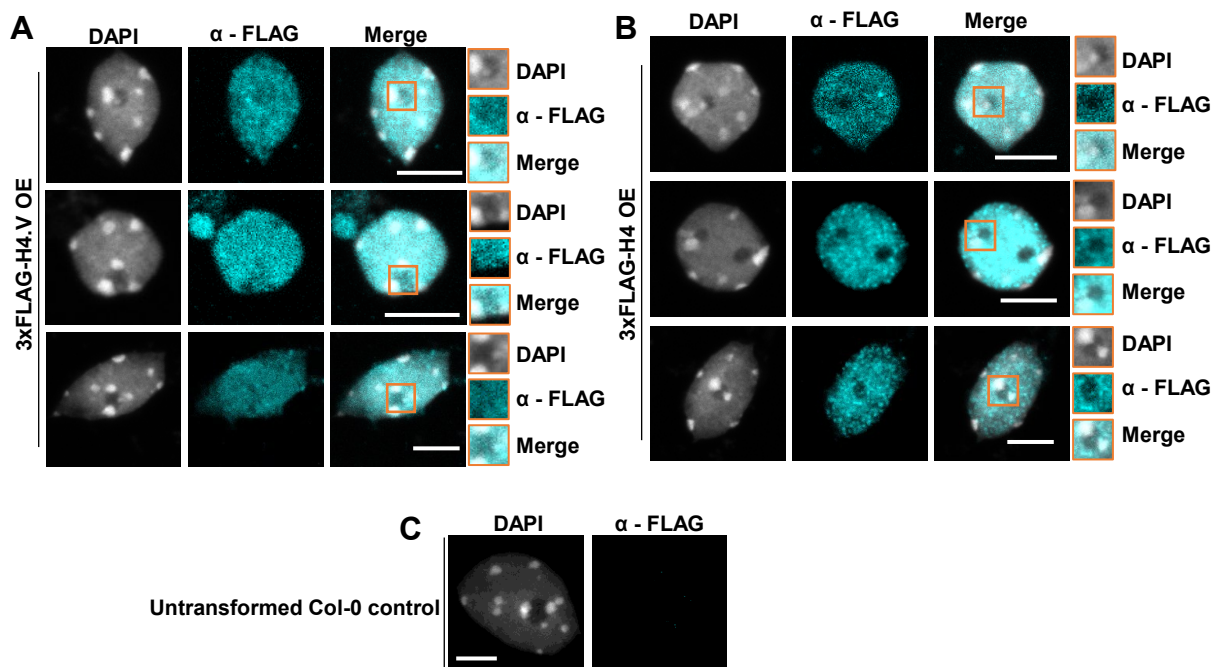 A
DAPI
α - FLAG
Merge
3xFLAG-H4.V OE
DAPI
α - FLAG
Merge
DAPI
α - FLAG
Merge
DAPI
α - FLAG
Merge
B
DAPI
α - FLAG
Merge
3xFLAG-H4 OE
DAPI
α - FLAG
Merge
DAPI
α - FLAG
Merge
DAPI
α - FLAG
Merge
C
DAPI
α - FLAG
Untransformed Col-0 control